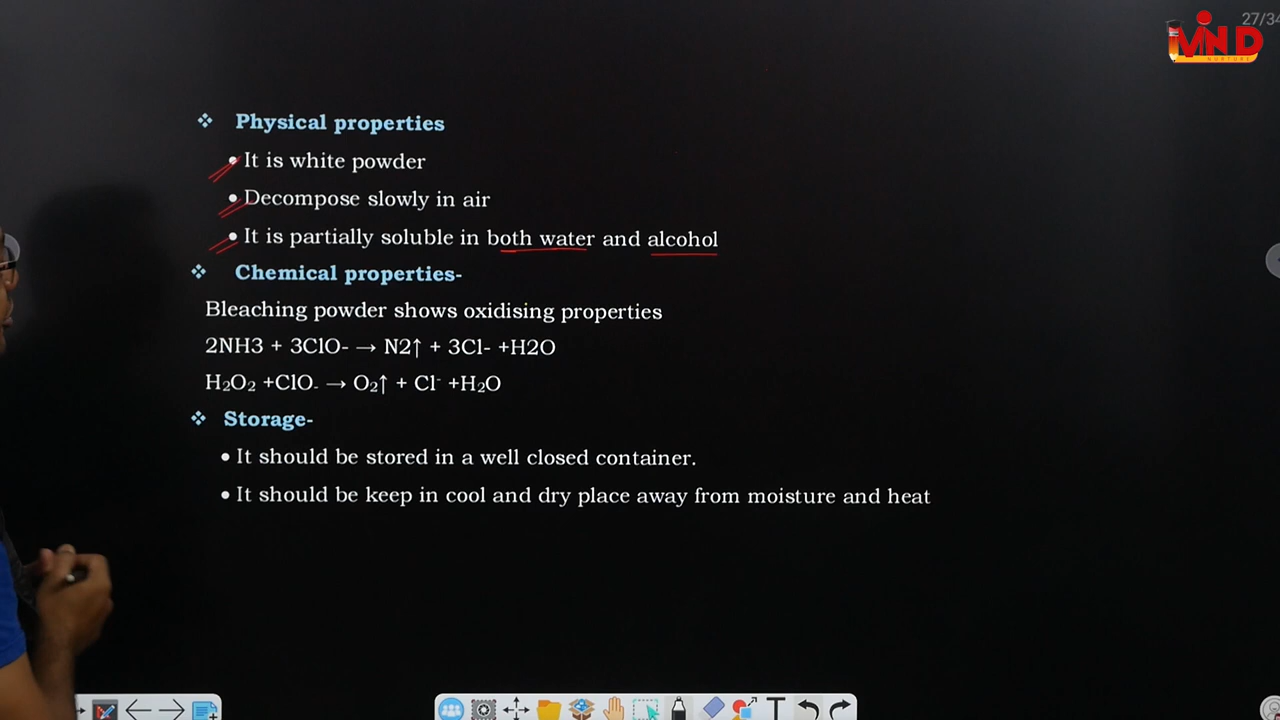 27/34
MIND
NURTURE
❖ Physical properties
• It is white powder
• Decompose slowly in air
• It is partially soluble in both water and alcohol
❖ Chemical properties-
Bleaching powder shows oxidising properties
2NH3 + 3ClO- → N2↑ + 3Cl- +H2O
H₂O₂ +ClO- → O₂↑ + Cl⁻ +H₂O
❖ Storage-
• It should be stored in a well closed container.
• It should be keep in cool and dry place away from moisture and heat
T